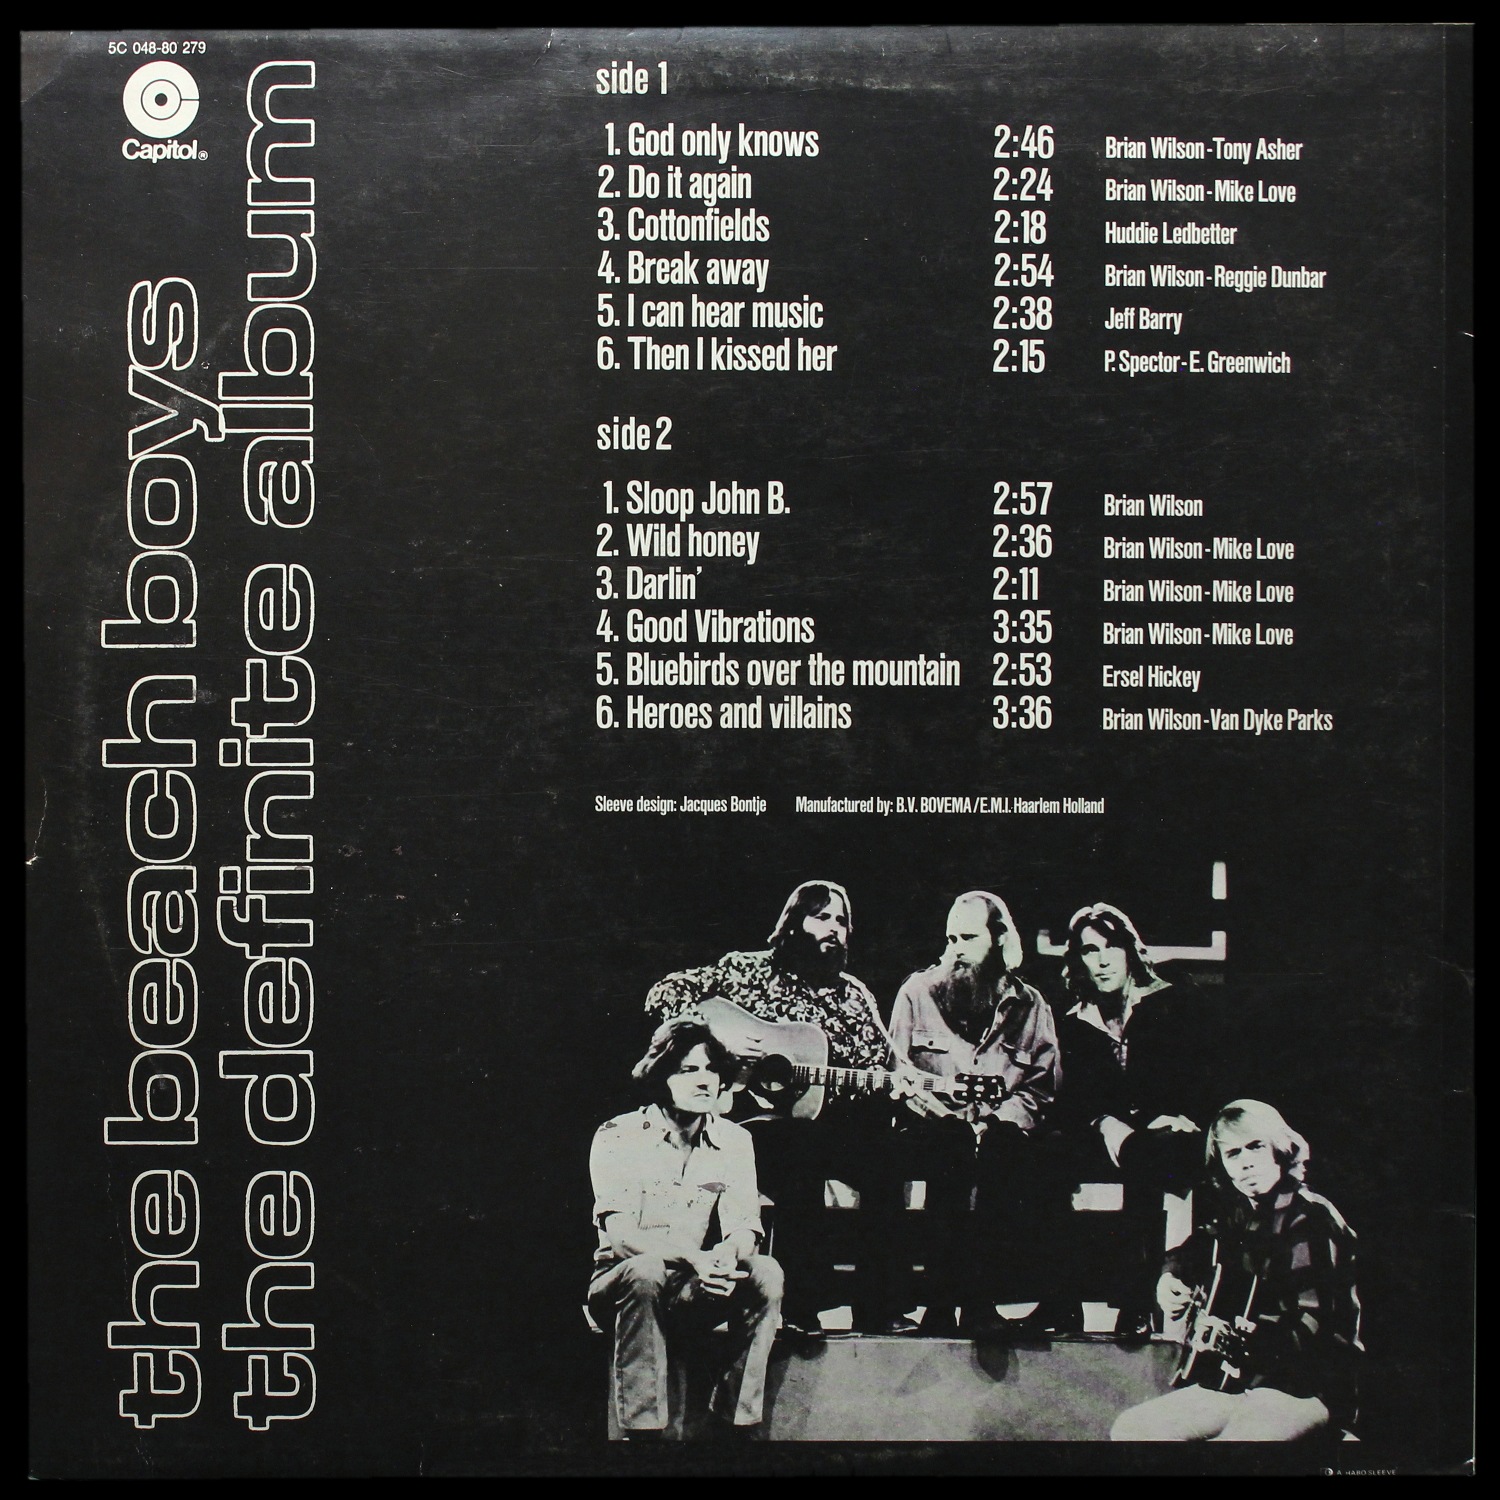 5C 048-80 279
Capitol®
the beach boys
the definite album
side 1
1. God only knows 2:46 Brian Wilson-Tony Asher
2. Do it again 2:24 Brian Wilson-Mike Love
3. Cottonfields 2:18 Huddie Ledbetter
4. Break away 2:54 Brian Wilson-Reggie Dunbar
5. I can hear music 2:38 Jeff Barry
6. Then I kissed her 2:15 P. Spector-E. Greenwich
side 2
1. Sloop John B. 2:57 Brian Wilson
2. Wild honey 2:36 Brian Wilson-Mike Love
3. Darlin' 2:11 Brian Wilson-Mike Love
4. Good Vibrations 3:35 Brian Wilson-Mike Love
5. Bluebirds over the mountain 2:53 Ersel Hickey
6. Heroes and villains 3:36 Brian Wilson-Van Dyke Parks
Sleeve design: Jacques Bontje Manufactured by: B.V. BOVEMA/E.M.I. Haarlem Holland
A HABO SLEEVE